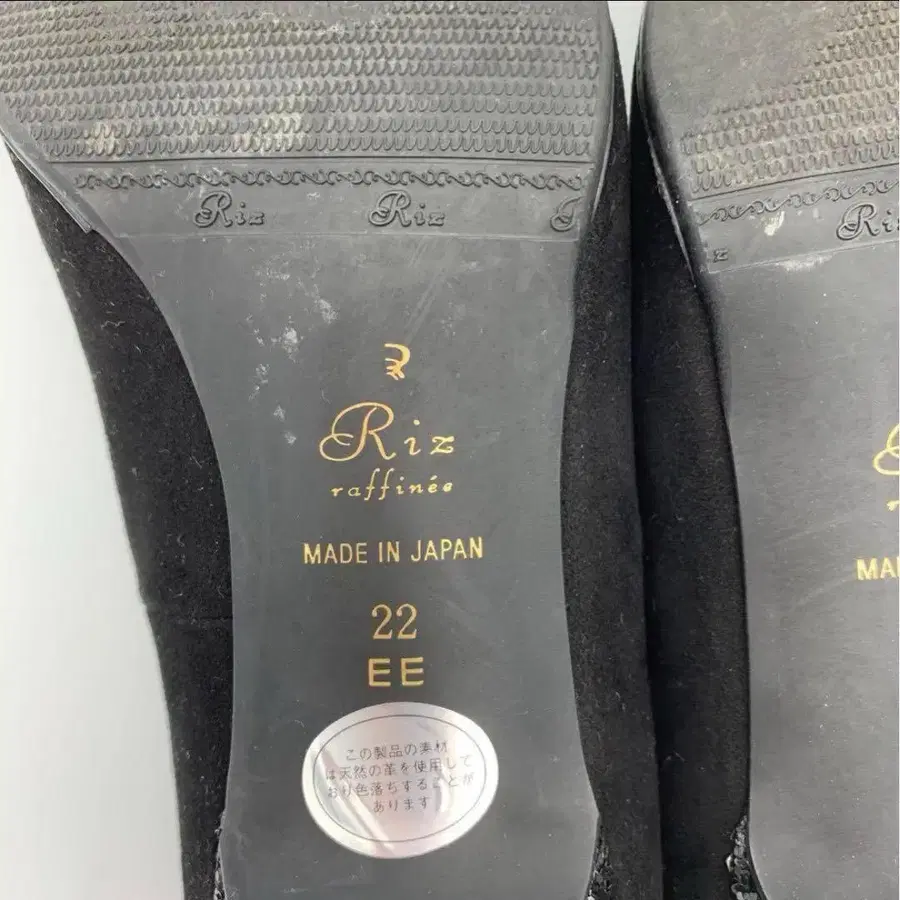 Riz Riz
Riz
raffinée
MADE IN JAPAN
22
EE
この製品の素材
は天然の革を使用して
おり色落ちすることが
あります
z Riz
MA